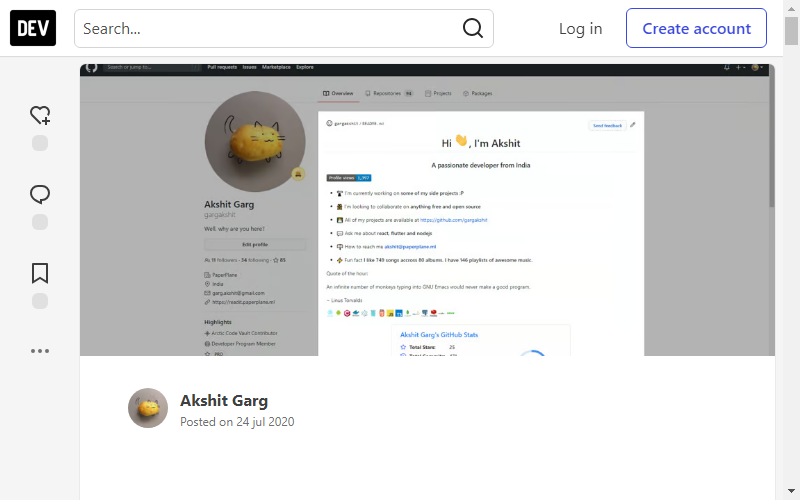 DEV
Search...
Log in
Create account
Search or jump to...
Pull requests Issues Marketplace Explore
Overview
Repositories
Projects
Packages
gargakshit / README.md
Send feedback
Hi 👋, I'm Akshit
A passionate developer from India
Profile views
I'm currently working on some of my side projects :P
I'm looking to collaborate on anything free and open source
All of my projects are available at https://github.com/gargakshit
Ask me about react, flutter and nodejs
How to reach me akshit@paperplane.ml
Fun fact I like 749 songs accross 80 albums. I have 146 playlists of awesome music.
Quote of the hour:
An infinite number of monkeys typing into GNU Emacs would never make a good program.
~ Linus Torvalds
Akshit Garg's GitHub Stats
Total Stars: 25
Akshit Garg
gargakshit
Well, why are you here?
Edit profile
11 Followers · 34 Following · 85
PaperPlane
India
garg.akshit@gmail.com
https://reddit.paperplane.ml
Highlights
Arctic Code Vault Contributor
Developer Program Member
PRO
Akshit Garg
Posted on 24 jul 2020